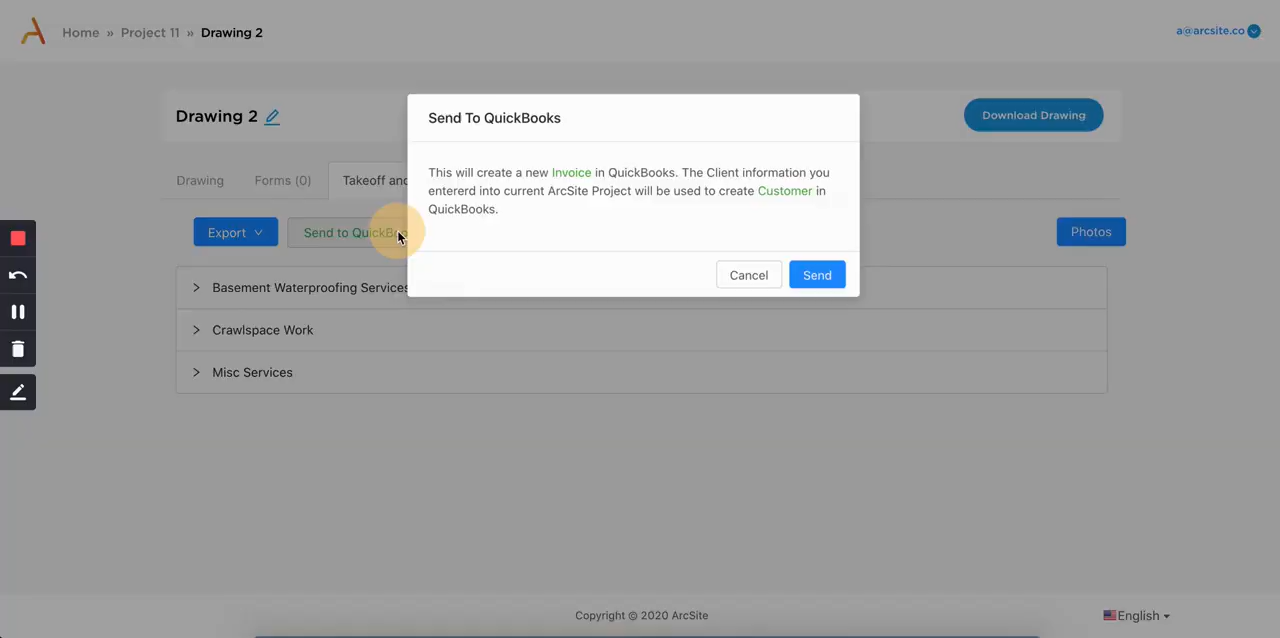 Home » Project 11 » Drawing 2
a@arcsite.co
Drawing 2
Download Drawing
Drawing
Forms (0)
Takeoff and
Export
Send to QuickBoo
Photos
Send To QuickBooks
This will create a new Invoice in QuickBooks. The Client information you
entererd into current ArcSite Project will be used to create Customer in
QuickBooks.
Cancel
Send
Basement Waterproofing Services
Crawlspace Work
Misc Services
Copyright © 2020 ArcSite
English